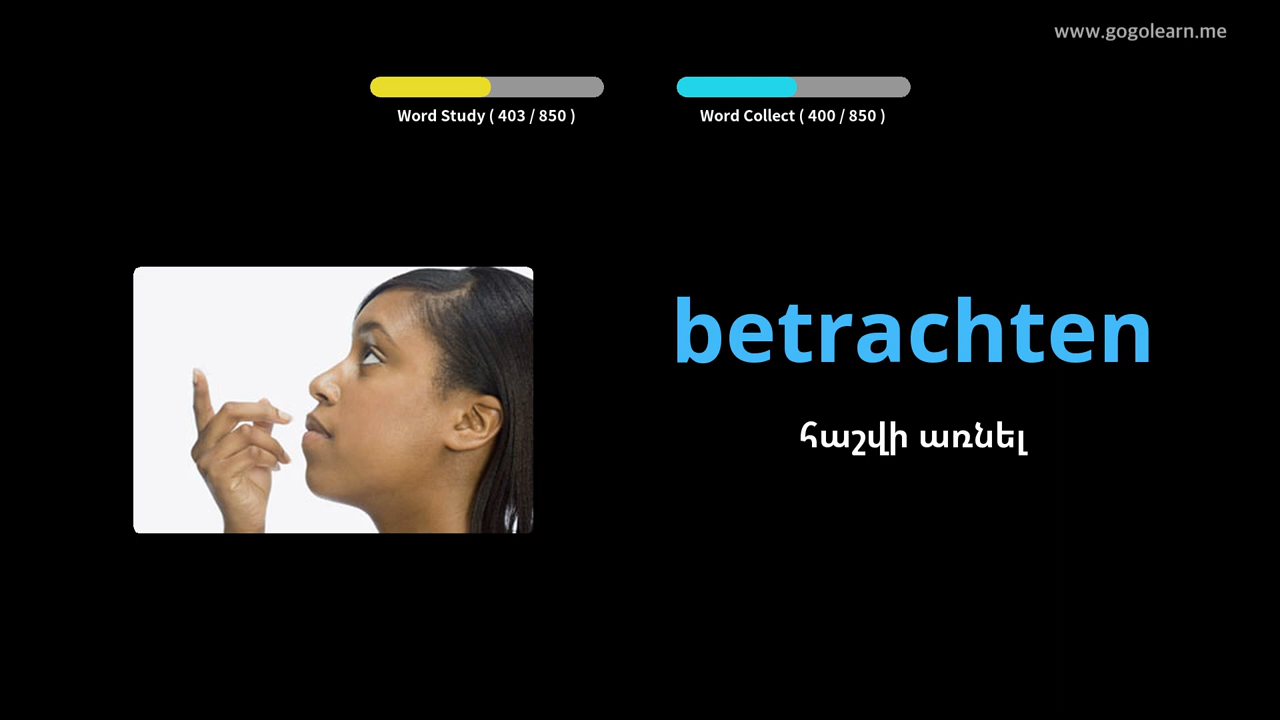 www.gogolearn.me
Word Study ( 403 / 850 )
Word Collect ( 400 / 850 )
betrachten
հաշվի առնել